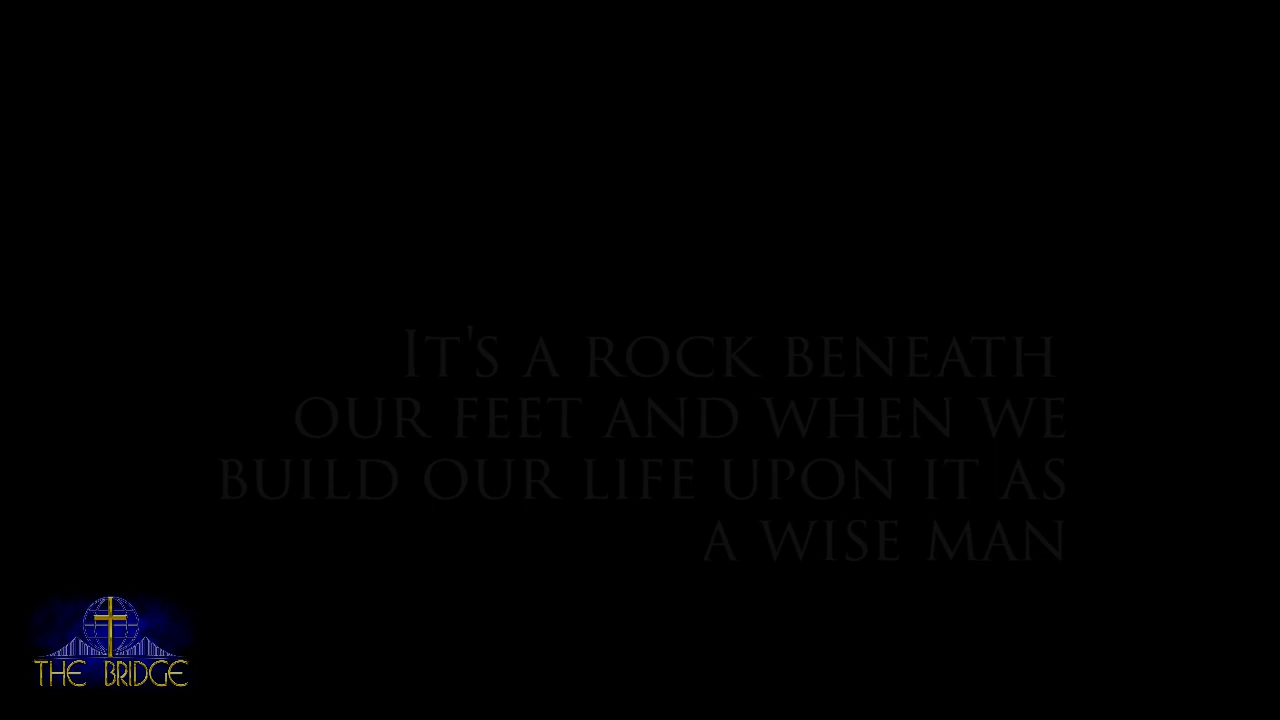 It's a rock beneath
our feet and when we
build our life upon it as
a wise man
THE BRIDGE